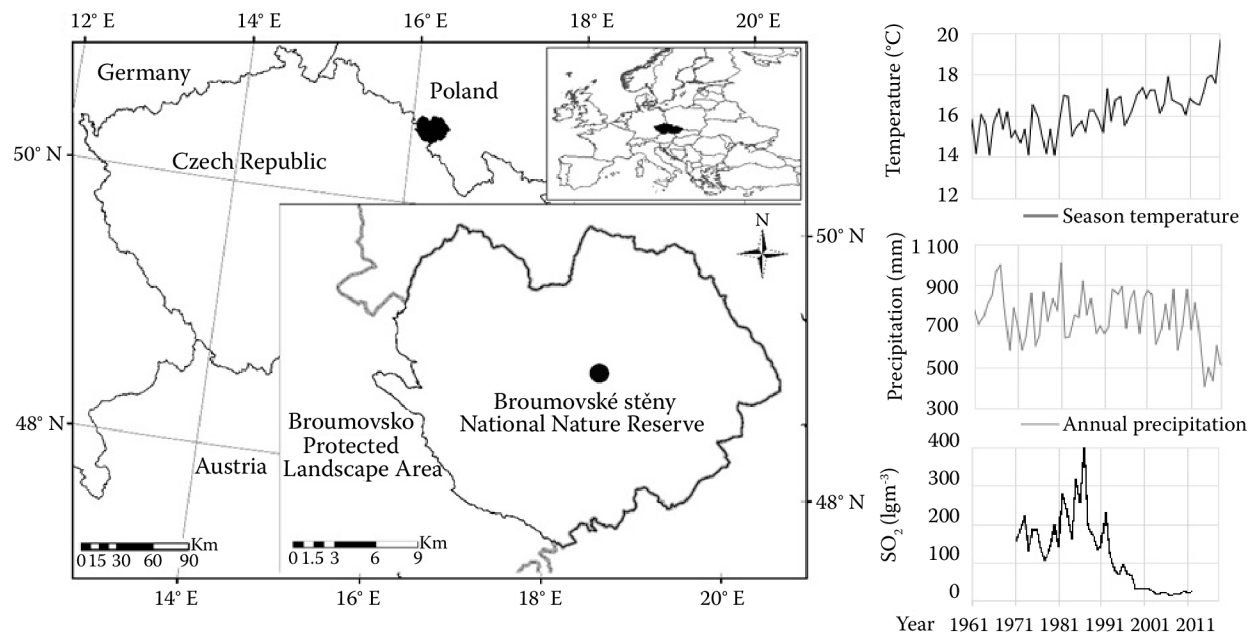 12° E 14° E 16° E 18° E 20° E
Germany
Poland
50° N
Czech Republic
N
50° N
Broumovské stěny
National Nature Reserve
Broumovsko
Protected
Landscape Area
48° N
Austria
48° N
Km
0 15 30 60 90
Km
0 1.5 3 6 9
14° E 16° E 18° E 20° E
Temperature (°C)
20
18
16
14
12
Season temperature
Precipitation (mm)
1 100
900
700
500
300
Annual precipitation
SO2 (lgm-3)
400
300
200
100
0
Year 1961 1971 1981 1991 2001 2011